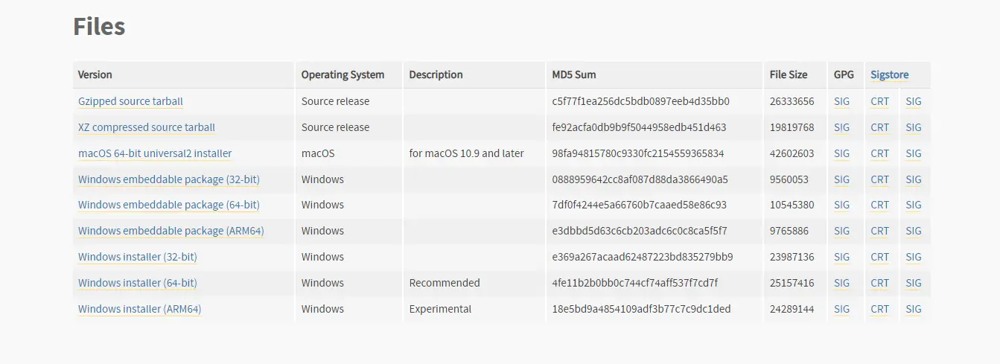 Files
Version Operating System Description MD5 Sum File Size GPG Sigstore
Gzipped source tarball Source release c5f77f1ea256dc5bdb0897eeb4d35bb0 26333656 SIG CRT SIG
XZ compressed source tarball Source release fe92acfa0db9b9f5044958edb451d463 19819768 SIG CRT SIG
macOS 64-bit universal2 installer macOS for macOS 10.9 and later 98fa94815780c9330fc2154559365834 42602603 SIG CRT SIG
Windows embeddable package (32-bit) Windows 0888959642cc8af087d88da3866490a5 9560053 SIG CRT SIG
Windows embeddable package (64-bit) Windows 7df0f4244e5a66760b7caaed58e86c93 10545380 SIG CRT SIG
Windows embeddable package (ARM64) Windows e3dbbd5d63c6cb203adc6c0c8ca5f5f7 9765886 SIG CRT SIG
Windows installer (32-bit) Windows e369a267acaad62487223bd835279bb9 23987136 SIG CRT SIG
Windows installer (64-bit) Windows Recommended 4fe11b2b0bb0c744cf74aff537f7cd7f 25157416 SIG CRT SIG
Windows installer (ARM64) Windows Experimental 18e5bd9a4854109adf3b77c7c9dc1ded 24289144 SIG CRT SIG